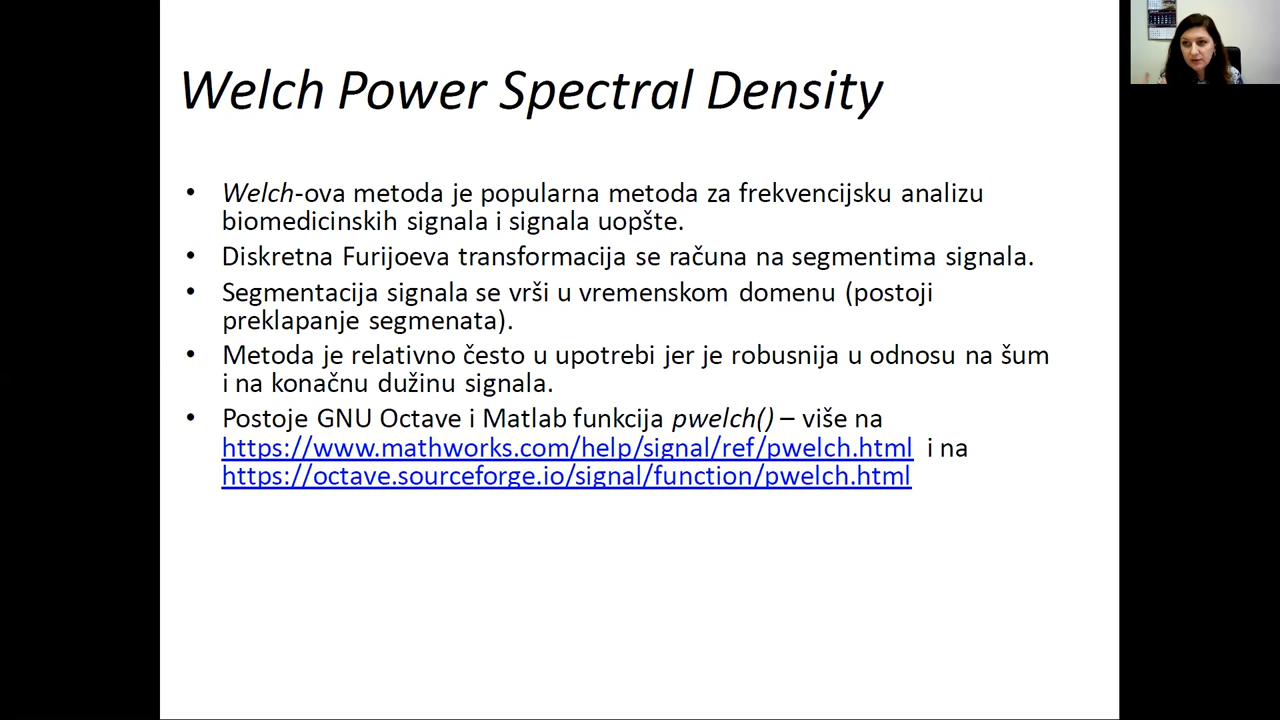 Welch Power Spectral Density
• Welch-ova metoda je popularna metoda za frekvencijsku analizu
biomedicinskih signala i signala uopšte.
• Diskretna Furijoeva transformacija se računa na segmentima signala.
• Segmentacija signala se vrši u vremenskom domenu (postoji
preklapanje segmenata).
• Metoda je relativno često u upotrebi jer je robusnija u odnosu na šum
i na konačnu dužinu signala.
• Postoje GNU Octave i Matlab funkcija pwelch() – više na
https://www.mathworks.com/help/signal/ref/pwelch.html i na
https://octave.sourceforge.io/signal/function/pwelch.html